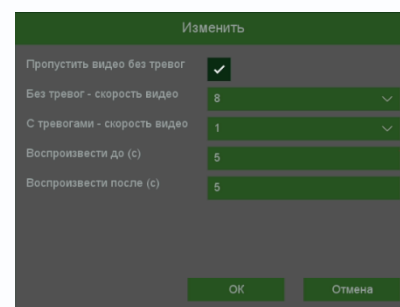 Изменить
Пропустить видео без тревог
Без тревог - скорость видео 8
С тревогами - скорость видео 1
Воспроизвести до (с) 5
Воспроизвести после (с) 5
ОК Отмена